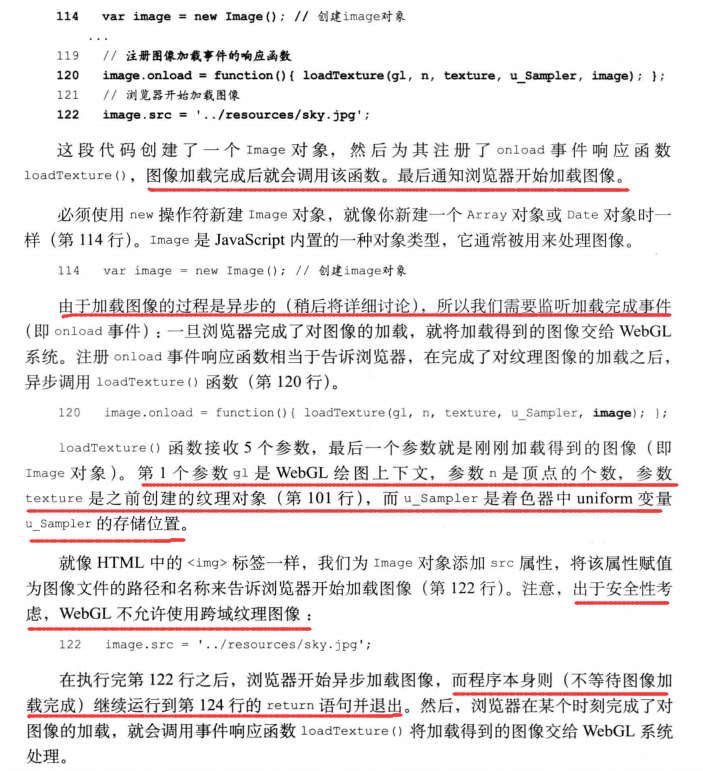 114 var image = new Image(); // 创建image对象
...
119 // 注册图像加载事件的响应函数
120 image.onload = function(){ loadTexture(gl, n, texture, u_Sampler, image); };
121 // 浏览器开始加载图像
122 image.src = '../resources/sky.jpg';
这段代码创建了一个 Image 对象，然后为其注册了 onload 事件响应函数
loadTexture()，图像加载完成后就会调用该函数。最后通知浏览器开始加载图像。
必须使用 new 操作符新建 Image 对象，就像你新建一个 Array 对象或 Date 对象时一
样（第 114 行）。Image 是 JavaScript 内置的一种对象类型，它通常被用来处理图像。
114 var image = new Image(); // 创建image对象
由于加载图像的过程是异步的（稍后将详细讨论），所以我们需要监听加载完成事件
（即 onload 事件）：一旦浏览器完成了对图像的加载，就将加载得到的图像交给 WebGL
系统。注册 onload 事件响应函数相当于告诉浏览器，在完成了对纹理图像的加载之后，
异步调用 loadTexture() 函数（第 120 行）。
120 image.onload = function(){ loadTexture(gl, n, texture, u_Sampler, image); };
loadTexture() 函数接收 5 个参数，最后一个参数就是刚刚加载得到的图像（即
Image 对象）。第 1 个参数 gl 是 WebGL 绘图上下文，参数 n 是顶点的个数，参数
texture 是之前创建的纹理对象（第 101 行），而 u_Sampler 是着色器中 uniform 变量
u_Sampler 的存储位置。
就像 HTML 中的 <img> 标签一样，我们为 Image 对象添加 src 属性，将该属性赋值
为图像文件的路径和名称来告诉浏览器开始加载图像（第 122 行）。注意，出于安全性考
虑，WebGL 不允许使用跨域纹理图像：
122 image.src = '../resources/sky.jpg';
在执行完第 122 行之后，浏览器开始异步加载图像，而程序本身则（不等待图像加
载完成）继续运行到第 124 行的 return 语句并退出。然后，浏览器在某个时刻完成了对
图像的加载，就会调用事件响应函数 loadTexture() 将加载得到的图像交给 WebGL 系统
处理。